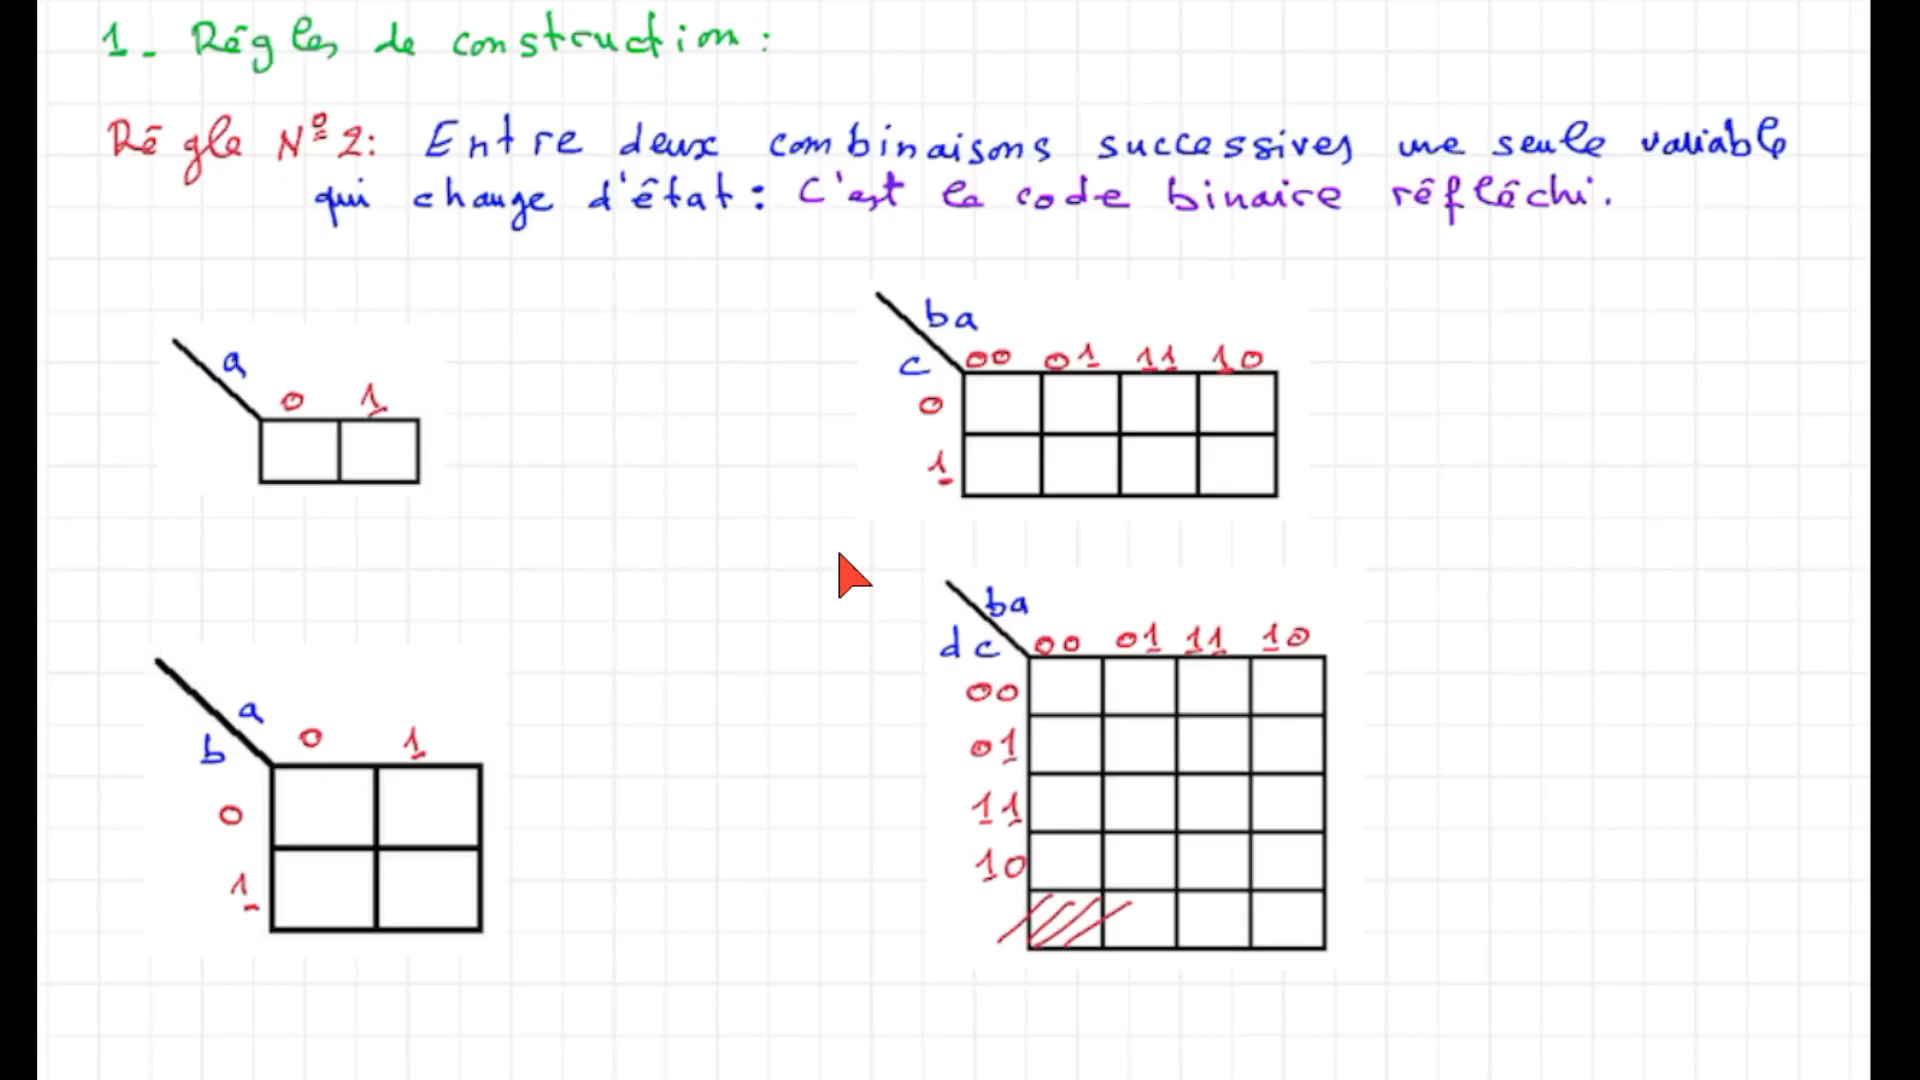 1 - Régles de construction :
Régle N° 2 : Entre deux combinaisons successives une seule variable
qui change d'état : C'est le code binaire réfléchi.
a
0 1
ba
c 00 01 11 10
0
1
a
b 0 1
0
1
ba
dc 00 01 11 10
00
01
11
10